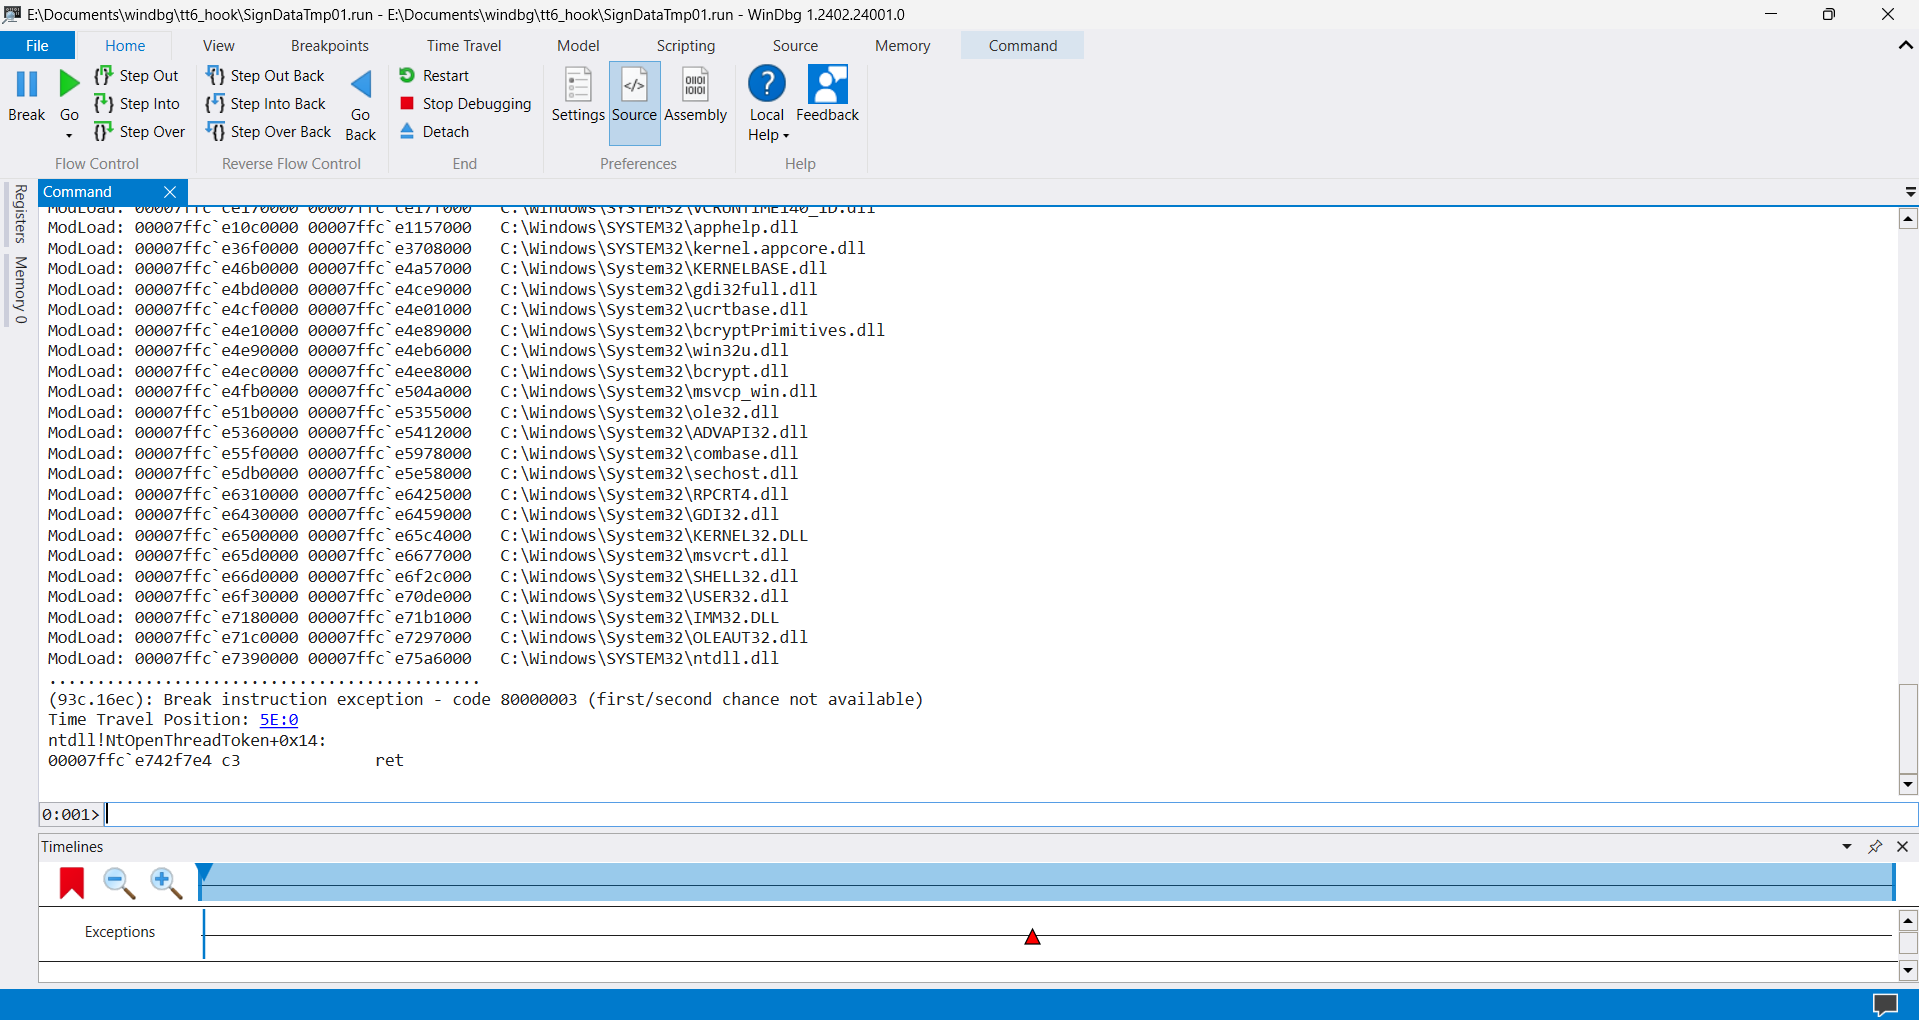 E:\Documents\windbg\tt6_hook\SignDataTmp01.run - E:\Documents\windbg\tt6_hook\SignDataTmp01.run - WinDbg 1.2402.24001.0
File Home View Breakpoints Time Travel Model Scripting Source Memory Command
Break
Go
Step Out
Step Into
Step Over
Flow Control
Step Out Back
Step Into Back
Step Over Back
Go Back
Reverse Flow Control
Restart
Stop Debugging
Detach
End
Settings
Source
Assembly
Preferences
Local Help
Feedback
Help
Registers
Memory 0
Command
ModLoad: 00007ffc`ce170000 00007ffc`ce17f000   C:\Windows\SYSTEM32\VCRUNTIME140_1D.dll
ModLoad: 00007ffc`e10c0000 00007ffc`e1157000   C:\Windows\SYSTEM32\apphelp.dll
ModLoad: 00007ffc`e36f0000 00007ffc`e3708000   C:\Windows\SYSTEM32\kernel.appcore.dll
ModLoad: 00007ffc`e46b0000 00007ffc`e4a57000   C:\Windows\System32\KERNELBASE.dll
ModLoad: 00007ffc`e4bd0000 00007ffc`e4ce9000   C:\Windows\System32\gdi32full.dll
ModLoad: 00007ffc`e4cf0000 00007ffc`e4e01000   C:\Windows\System32\ucrtbase.dll
ModLoad: 00007ffc`e4e10000 00007ffc`e4e89000   C:\Windows\System32\bcryptPrimitives.dll
ModLoad: 00007ffc`e4e90000 00007ffc`e4eb6000   C:\Windows\System32\win32u.dll
ModLoad: 00007ffc`e4ec0000 00007ffc`e4ee8000   C:\Windows\System32\bcrypt.dll
ModLoad: 00007ffc`e4fb0000 00007ffc`e504a000   C:\Windows\System32\msvcp_win.dll
ModLoad: 00007ffc`e51b0000 00007ffc`e5355000   C:\Windows\System32\ole32.dll
ModLoad: 00007ffc`e5360000 00007ffc`e5412000   C:\Windows\System32\ADVAPI32.dll
ModLoad: 00007ffc`e55f0000 00007ffc`e5978000   C:\Windows\System32\combase.dll
ModLoad: 00007ffc`e5db0000 00007ffc`e5e58000   C:\Windows\System32\sechost.dll
ModLoad: 00007ffc`e6310000 00007ffc`e6425000   C:\Windows\System32\RPCRT4.dll
ModLoad: 00007ffc`e6430000 00007ffc`e6459000   C:\Windows\System32\GDI32.dll
ModLoad: 00007ffc`e6500000 00007ffc`e65c4000   C:\Windows\System32\KERNEL32.DLL
ModLoad: 00007ffc`e65d0000 00007ffc`e6677000   C:\Windows\System32\msvcrt.dll
ModLoad: 00007ffc`e66d0000 00007ffc`e6f2c000   C:\Windows\System32\SHELL32.dll
ModLoad: 00007ffc`e6f30000 00007ffc`e70de000   C:\Windows\System32\USER32.dll
ModLoad: 00007ffc`e7180000 00007ffc`e71b1000   C:\Windows\System32\IMM32.DLL
ModLoad: 00007ffc`e71c0000 00007ffc`e7297000   C:\Windows\System32\OLEAUT32.dll
ModLoad: 00007ffc`e7390000 00007ffc`e75a6000   C:\Windows\SYSTEM32\ntdll.dll
.............................................
(93c.16ec): Break instruction exception - code 80000003 (first/second chance not available)
Time Travel Position: 5E:0
ntdll!NtOpenThreadToken+0x14:
00007ffc`e742f7e4 c3              ret
0:001>
Timelines
Exceptions